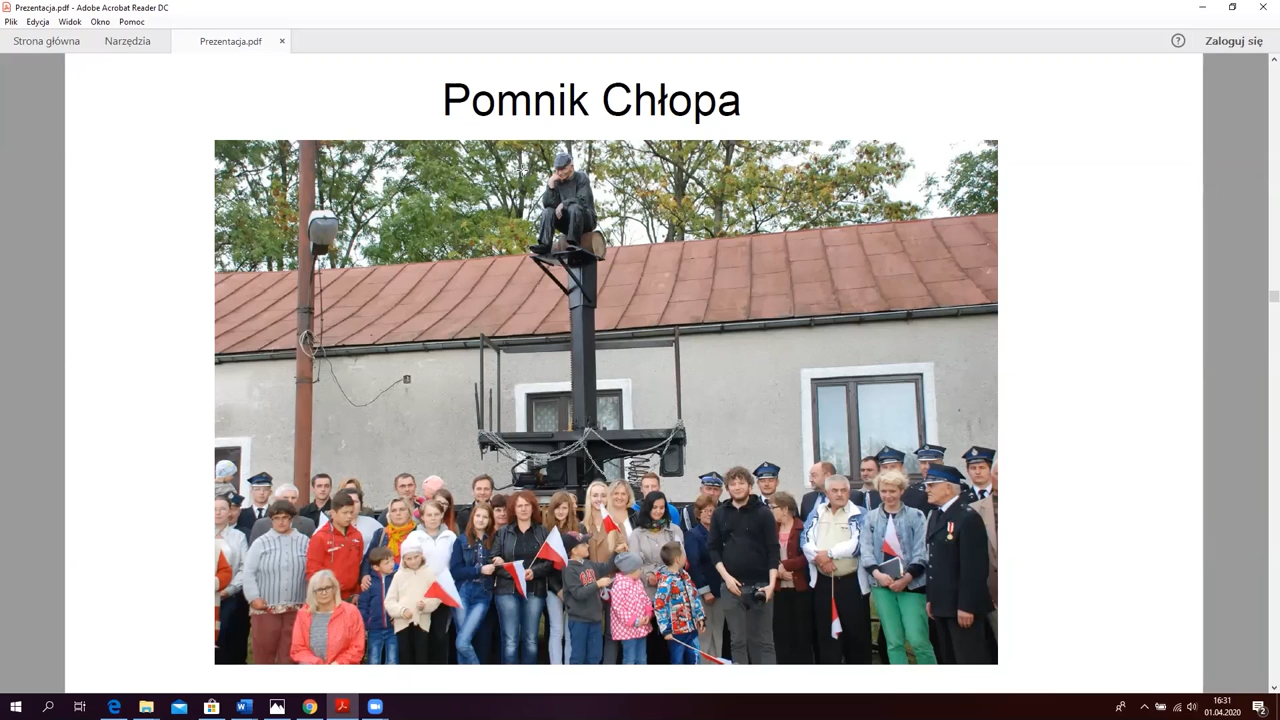 Prezentacja.pdf - Adobe Acrobat Reader DC
Plik Edycja Widok Okno Pomoc
Strona główna Narzędzia Prezentacja.pdf × ? Zaloguj się
Pomnik Chłopa
16:31
01.04.2020
2